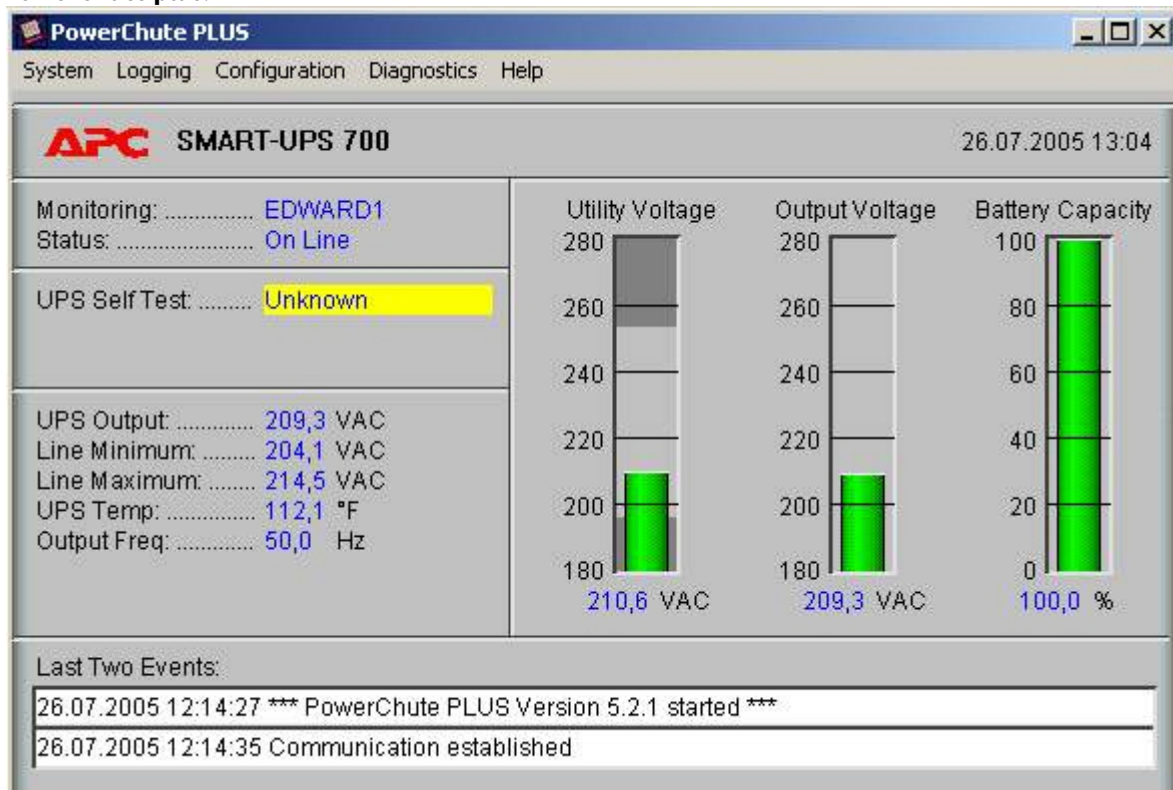 PowerChute PLUS
System Logging Configuration Diagnostics Help
APC SMART-UPS 700 26.07.2005 13:04
Monitoring: .............. EDWARD1
Status: ...................... On Line
UPS Self Test: ......... Unknown
UPS Output: ............. 209,3 VAC
Line Minimum: ......... 204,1 VAC
Line Maximum: ........ 214,5 VAC
UPS Temp: ............... 112,1 °F
Output Freq: ............. 50,0 Hz
Utility Voltage
280
260
240
220
200
180
210,6 VAC
Output Voltage
280
260
240
220
200
180
209,3 VAC
Battery Capacity
100
80
60
40
20
0
100,0 %
Last Two Events:
26.07.2005 12:14:27 *** PowerChute PLUS Version 5.2.1 started ***
26.07.2005 12:14:35 Communication established